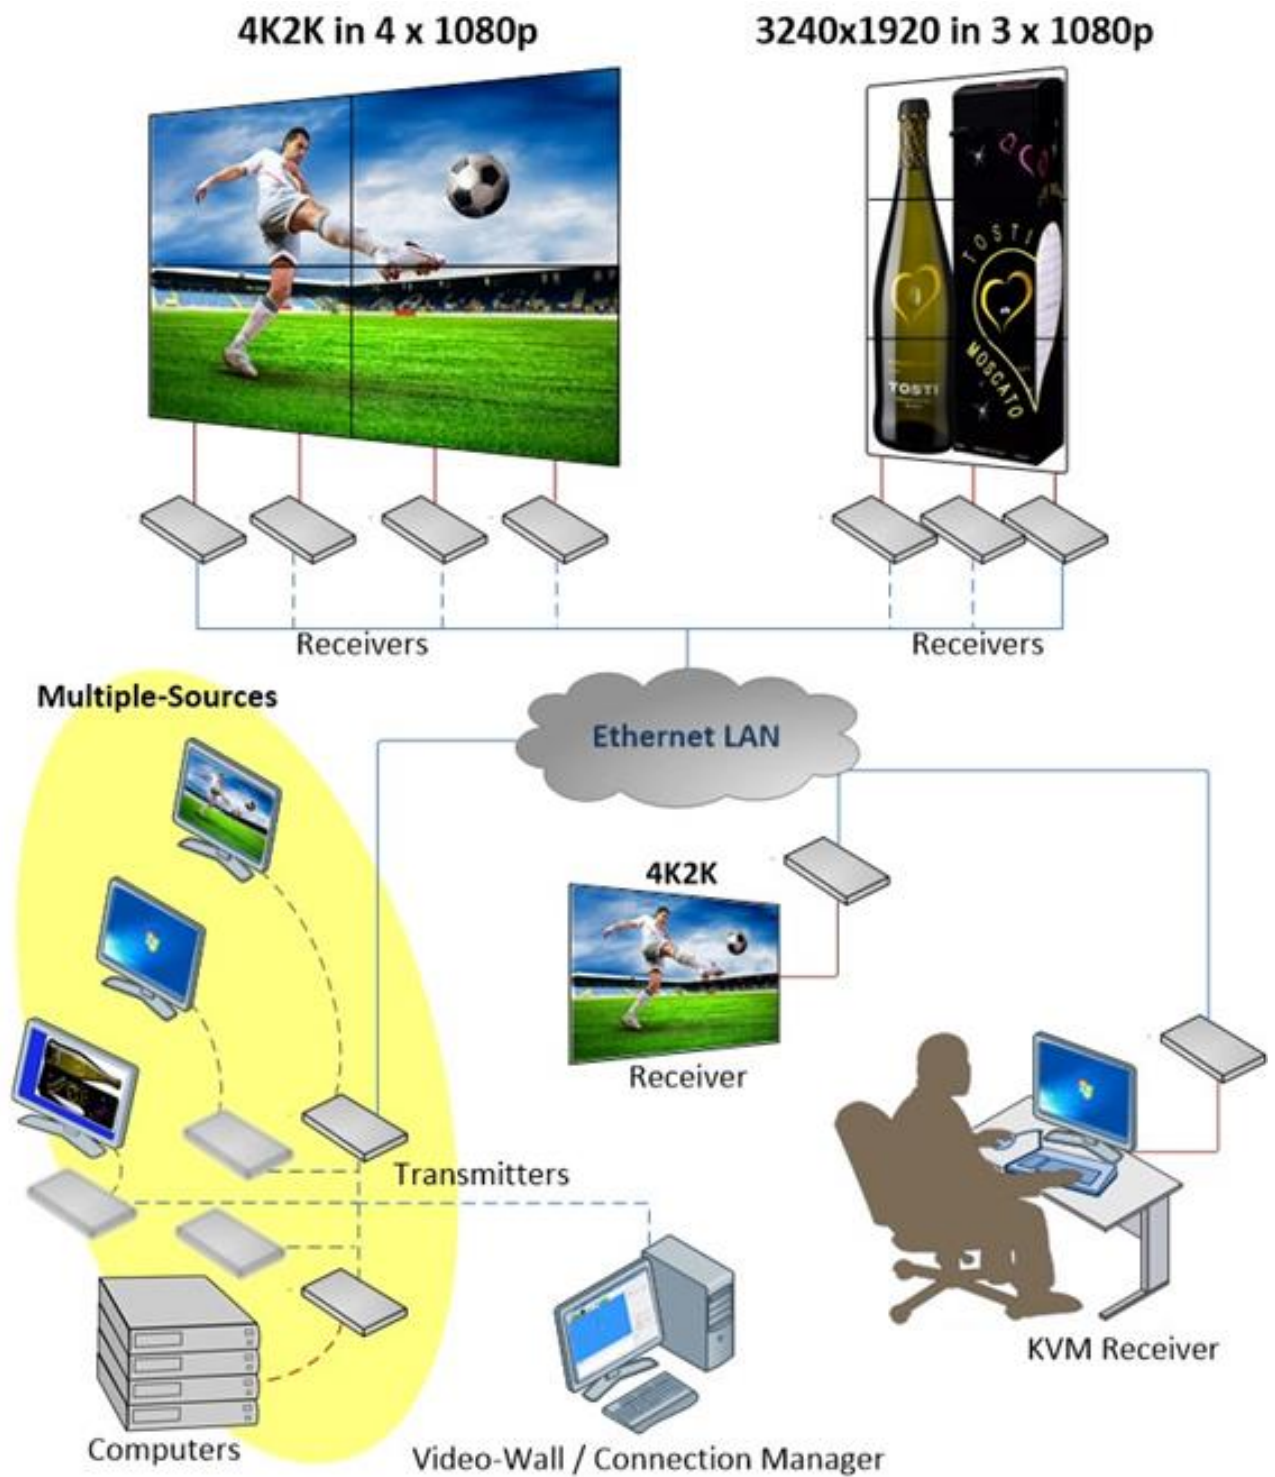 4K2K in 4 x 1080p
3240x1920 in 3 x 1080p
TOSTI
MOSCATO
TOSTI
Receivers
Receivers
Multiple-Sources
Ethernet LAN
4K2K
Receiver
Transmitters
KVM Receiver
Computers
Video-Wall / Connection Manager